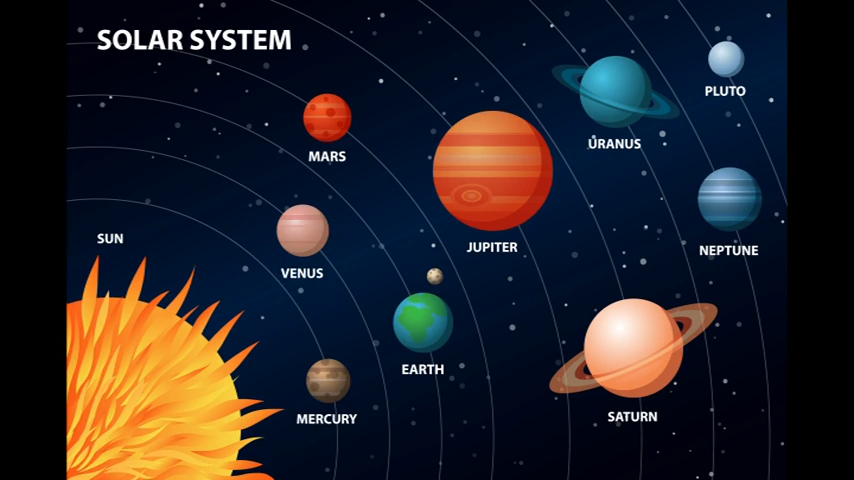 SOLAR SYSTEM
PLUTO
URANUS
MARS
SUN
JUPITER
NEPTUNE
VENUS
EARTH
MERCURY
SATURN